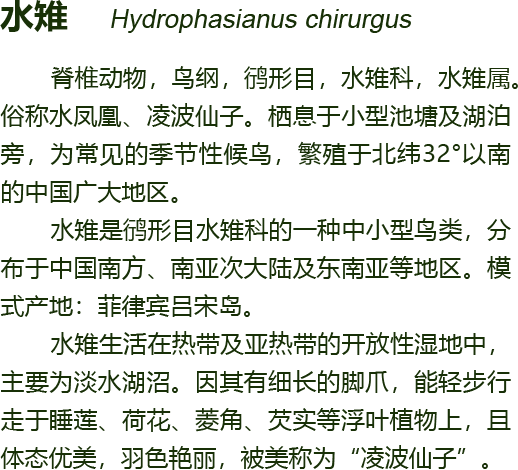 水雉 Hydrophasianus chirurgus
脊椎动物，鸟纲，鸻形目，水雉科，水雉属。
俗称水凤凰、凌波仙子。栖息于小型池塘及湖泊
旁，为常见的季节性候鸟，繁殖于北纬32°以南
的中国广大地区。
水雉是鸻形目水雉科的一种中小型鸟类，分
布于中国南方、南亚次大陆及东南亚等地区。模
式产地：菲律宾吕宋岛。
水雉生活在热带及亚热带的开放性湿地中，
主要为淡水湖沼。因其有细长的脚爪，能轻步行
走于睡莲、荷花、菱角、芡实等浮叶植物上，且
体态优美，羽色艳丽，被美称为“凌波仙子”。